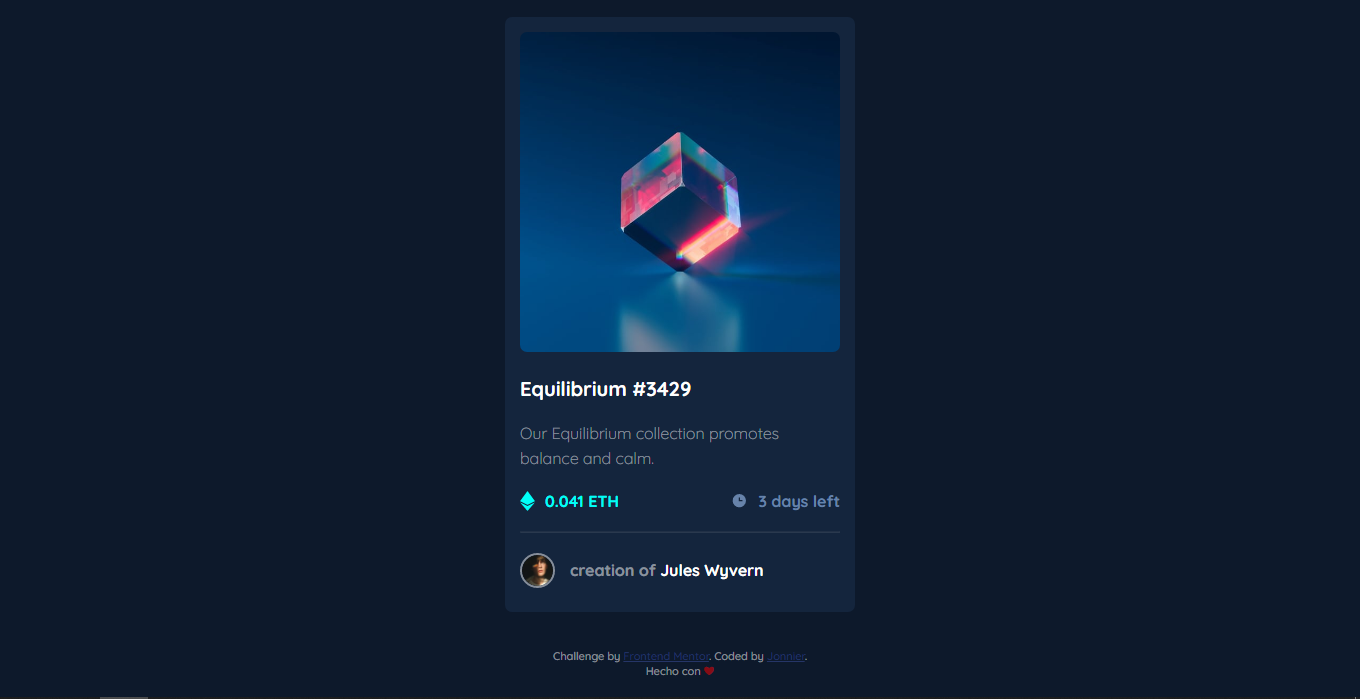 Equilibrium #3429
Our Equilibrium collection promotes
balance and calm.
0.041 ETH
3 days left
creation of Jules Wyvern
Challenge by Frontend Mentor. Coded by Jannier.
Hecho con